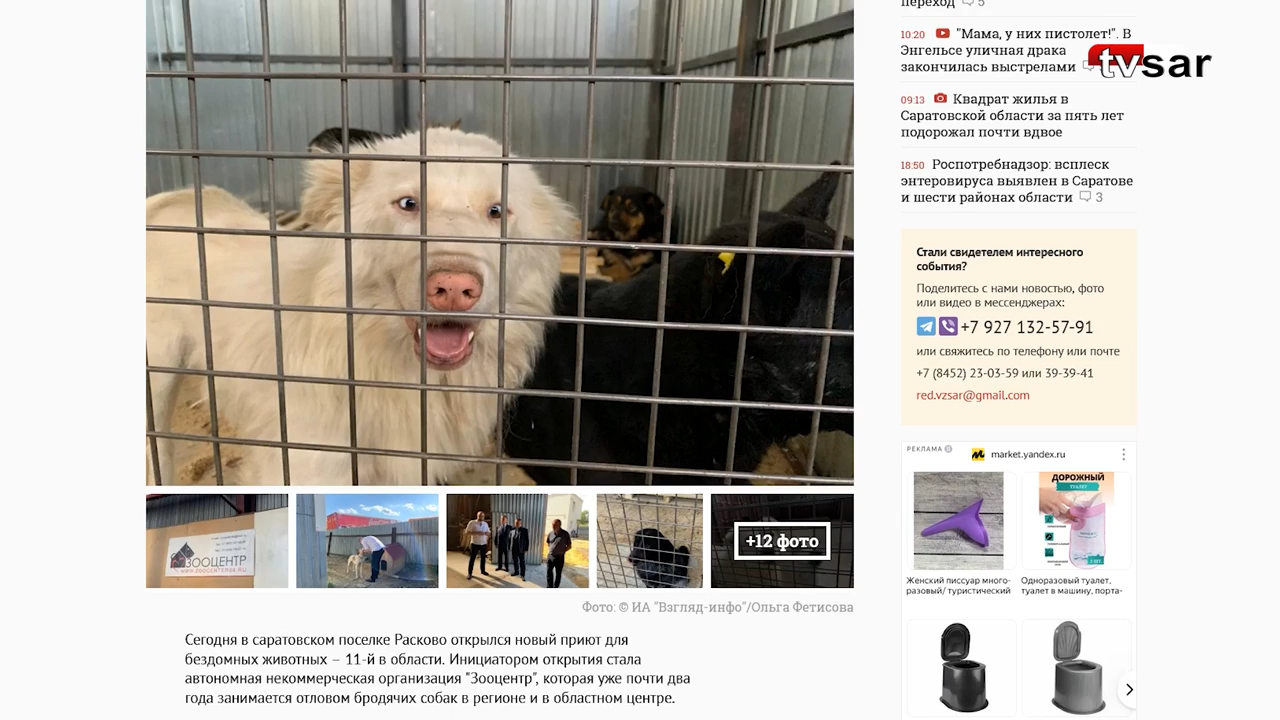 переход 5
10:20 "Мама, у них пистолет!". В
Энгельсе уличная драка
закончилась выстрелами
tvsar
09:13 Квадрат жилья в
Саратовской области за пять лет
подорожал почти вдвое
18:50 Роспотребнадзор: всплеск
энтеровируса выявлен в Саратове
и шести районах области 3
Стали свидетелем интересного
события?
Поделитесь с нами новостью, фото
или видео в мессенджерах:
+7 927 132-57-91
или свяжитесь по телефону или почте
+7 (8452) 23-03-59 или 39-39-41
red.vzsar@gmail.com
РЕКЛАМА
market.yandex.ru
ДОРОЖНЫЙ
ТУАЛЕТ
Женский писсуар много-
разовый/ туристический
Одноразовый туалет,
туалет в машину, порта-
ЗООЦЕНТР
+12 фото
Фото: © ИА "Взгляд-инфо"/Ольга Фетисова
Сегодня в саратовском поселке Расково открылся новый приют для
бездомных животных – 11-й в области. Инициатором открытия стала
автономная некоммерческая организация "Зооцентр", которая уже почти два
года занимается отловом бродячих собак в регионе и в областном центре.